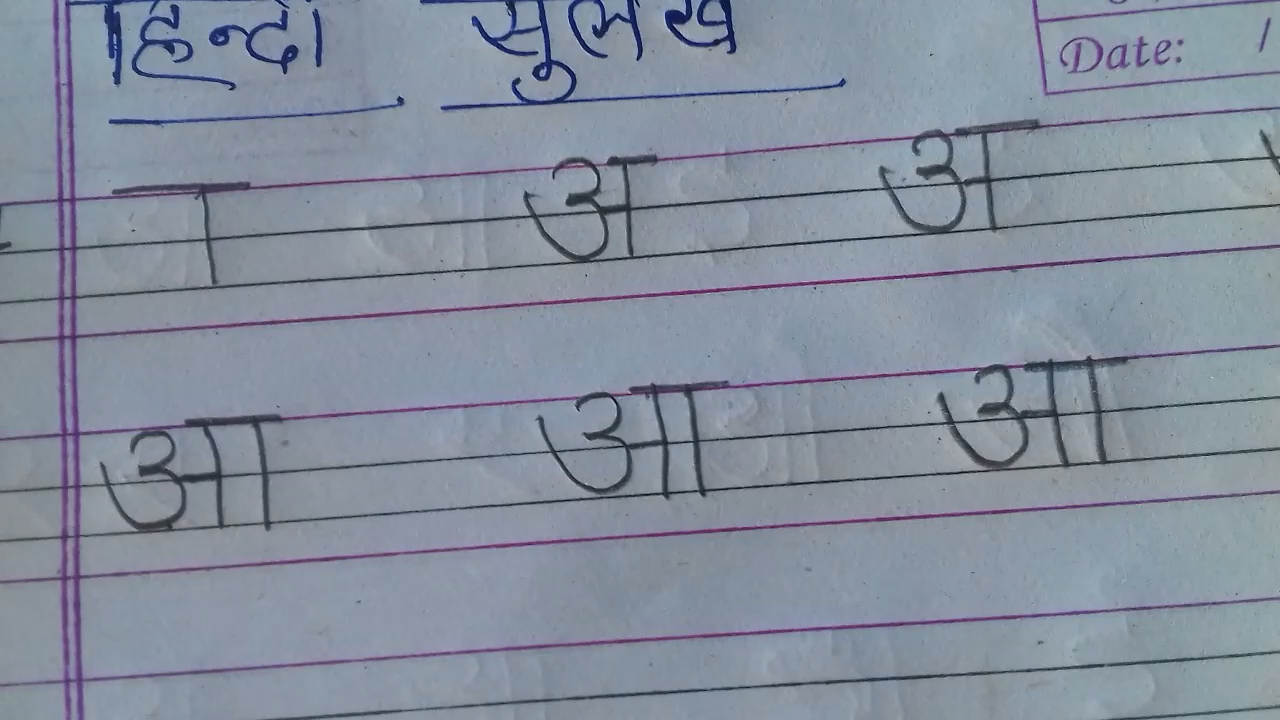 हिन्दी सुलेख
Date: /
अ अ
आ आ आ